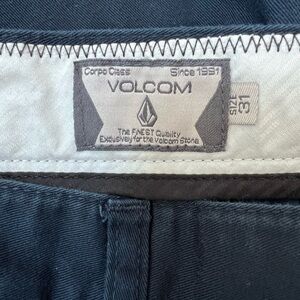 Corpo Class Since 1991
VOLCOM
The FiNEST Quality
Exclusively for the Volcom Stone
SIZE
31